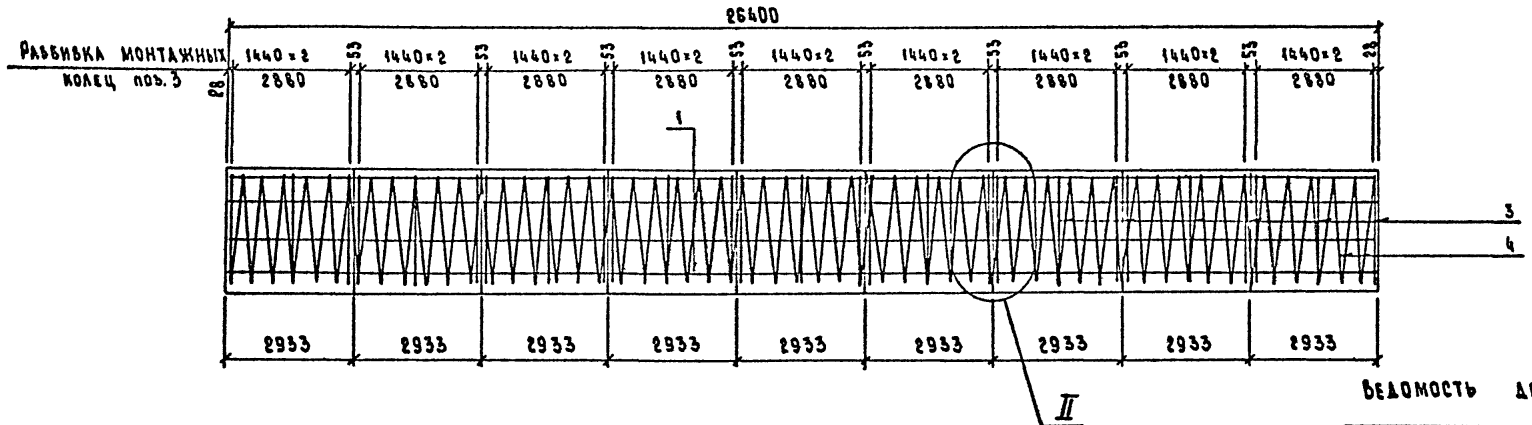 26400
РАЗБИВКА МОНТАЖНЫХ
КОЛЕЦ ПОЗ. 3
28 1440×2 53 1440×2 53 1440×2 53 1440×2 53 1440×2 53 1440×2 53 1440×2 53 1440×2 53 1440×2 28
2880 2880 2880 2880 2880 2880 2880 2880 2880
1
3
4
2933 2933 2933 2933 2933 2933 2933 2933 2933
II
ВЕДОМОСТЬ